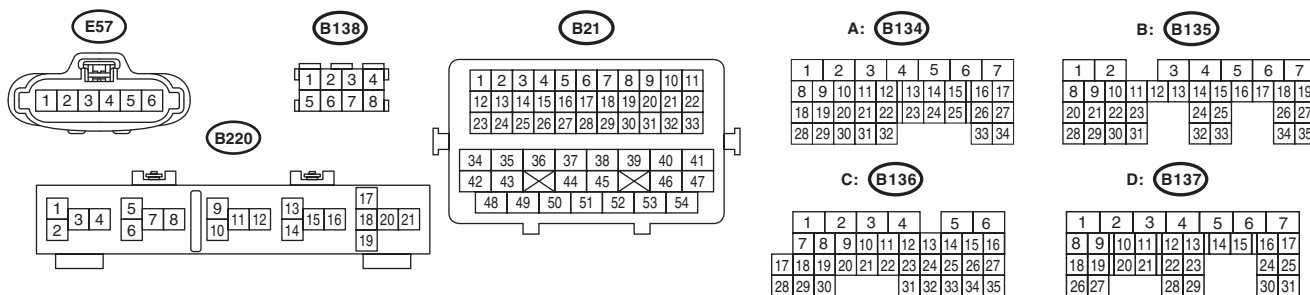 E57
1 2 3 4 5 6
B138
1 2 3 4
5 6 7 8
B220
1 2 3 4 5 6 7 8 9 10 11 12 13 14 15 16 17 18 19 20 21
B21
1 2 3 4 5 6 7 8 9 10 11
12 13 14 15 16 17 18 19 20 21 22
23 24 25 26 27 28 29 30 31 32 33
34 35 36 37 38 39 40 41
42 43 44 45 46 47
48 49 50 51 52 53 54
A: B134
1 2 3 4 5 6 7
8 9 10 11 12 13 14 15 16 17
18 19 20 21 22 23 24 25 26 27
28 29 30 31 32 33 34
B: B135
1 2 3 4 5 6 7
8 9 10 11 12 13 14 15 16 17 18 19
20 21 22 23 24 25 26 27
28 29 30 31 32 33 34 35
C: B136
1 2 3 4 5 6
7 8 9 10 11 12 13 14 15 16
17 18 19 20 21 22 23 24 25 26 27
28 29 30 31 32 33 34 35
D: B137
1 2 3 4 5 6 7
8 9 10 11 12 13 14 15 16 17
18 19 20 21 22 23 24 25
26 27 28 29 30 31